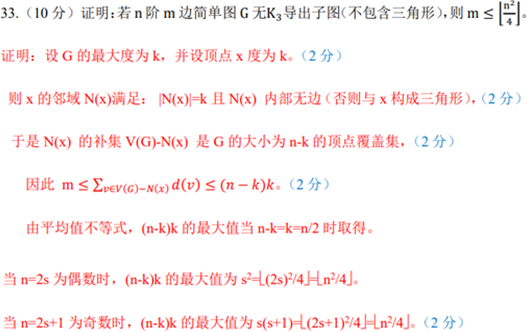 33.（10 分）证明:若 n 阶 m 边简单图 G 无K₃导出子图(不包含三角形),则 m ≤ ⌊n²/4⌋。
证明：设 G 的最大度为 k，并设顶点 x 度为 k。（2 分）
则 x 的邻域 N(x)满足： |N(x)|=k 且 N(x) 内部无边 (否则与 x 构成三角形)，（2 分）
于是 N(x) 的补集 V(G)-N(x) 是 G 的大小为 n-k 的顶点覆盖集，（2 分）
因此 m ≤ ∑_{v∈V(G)−N(x)} d(v) ≤ (n − k)k。（2 分）
由平均值不等式，(n-k)k 的最大值当 n-k=k=n/2 时取得。
当 n=2s 为偶数时，(n-k)k 的最大值为 s²=⌊(2s)²/4⌋=⌊n²/4⌋。
当 n=2s+1 为奇数时，(n-k)k 的最大值为 s(s+1)=⌊(2s+1)²/4⌋=⌊n²/4⌋。（2 分）